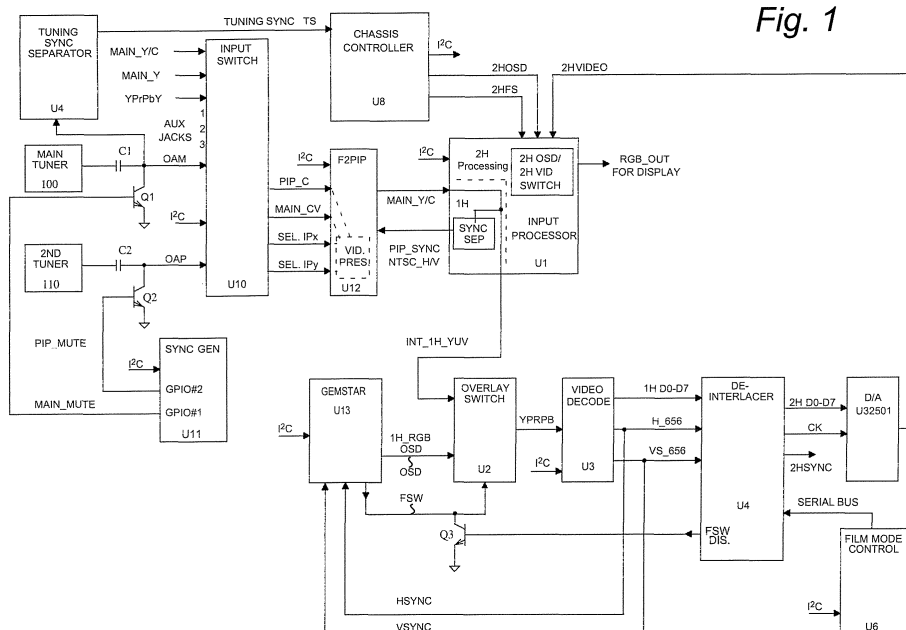 Fig. 1
TUNING
SYNC
SEPARATOR
U4
TUNING SYNC TS
CHASSIS
CONTROLLER
U8
I²C
2HOSD
2HFS
2HVIDEO
MAIN_Y/C
MAIN_Y
YPrPbY
1
AUX 2
JACKS 3
INPUT
SWITCH
U10
MAIN
TUNER
100
C1
OAM
Q1
I²C
2ND
TUNER
110
C2
OAP
Q2
I²C
PIP_C
MAIN_CV
SEL. IPx
SEL. IPy
F2PIP
VID.
PRES.
U12
MAIN_Y/C
PIP_SYNC
NTSC_H/V
I²C
2H
Processing
1H
SYNC
SEP
2H OSD/
2H VID
SWITCH
INPUT
PROCESSOR
U1
RGB_OUT
FOR DISPLAY
PIP_MUTE
MAIN_MUTE
SYNC GEN
I²C
GPIO#2
GPIO#1
U11
INT_1H_YUV
GEMSTAR
U13
I²C
1H_RGB
OSD
OSD
FSW
OVERLAY
SWITCH
U2
YPRPB
VIDEO
DECODE
U3
I²C
1H D0-D7
H_656
VS_656
DE-
INTERLACER
U4
FSW
DIS.
2H D0-D7
CK
2HSYNC
D/A
U32501
SERIAL BUS
FILM MODE
CONTROL
I²C
U6
Q3
HSYNC
VSYNC